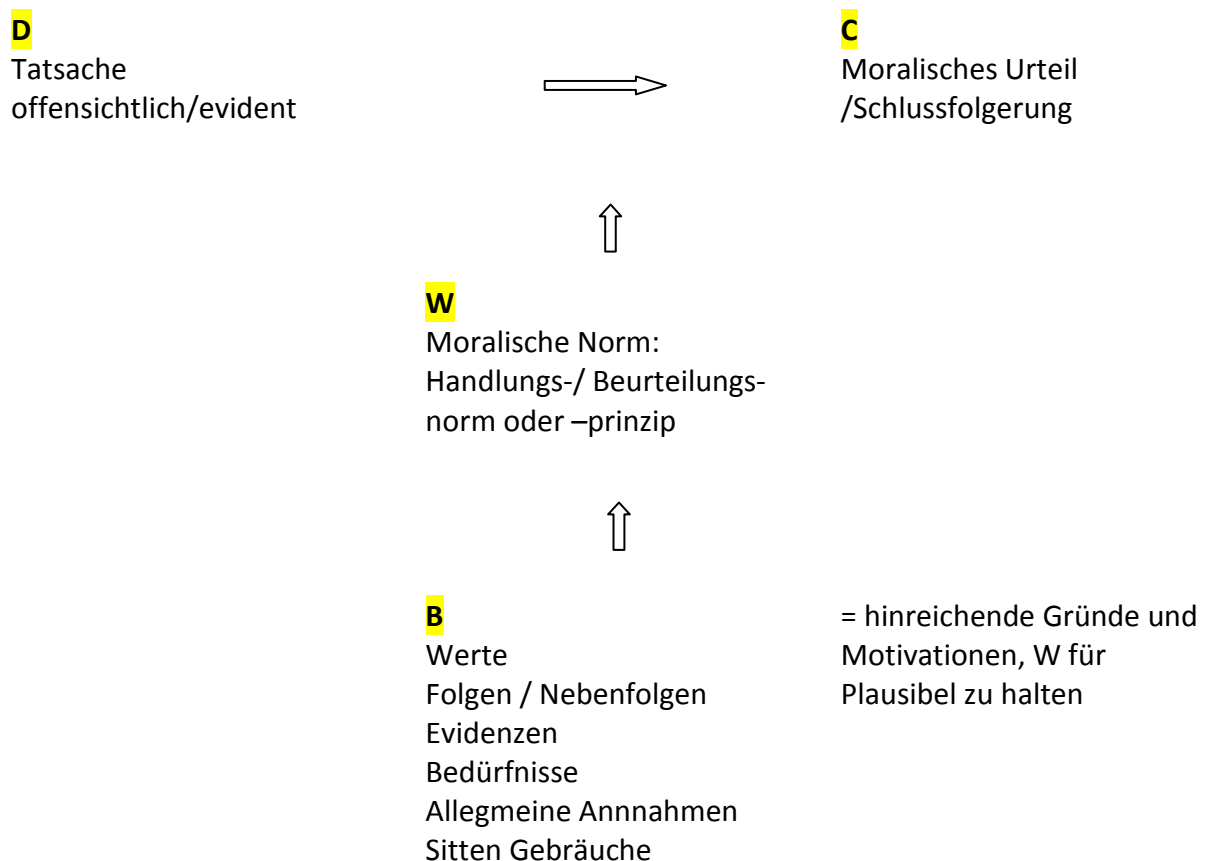 D
Tatsache
offensichtlich/evident
C
Moralisches Urteil
/Schlussfolgerung
W
Moralische Norm:
Handlungs-/ Beurteilungs-
norm oder –prinzip
B
Werte
Folgen / Nebenfolgen
Evidenzen
Bedürfnisse
Allegmeine Annnahmen
Sitten Gebräuche
= hinreichende Gründe und
Motivationen, W für
Plausibel zu halten